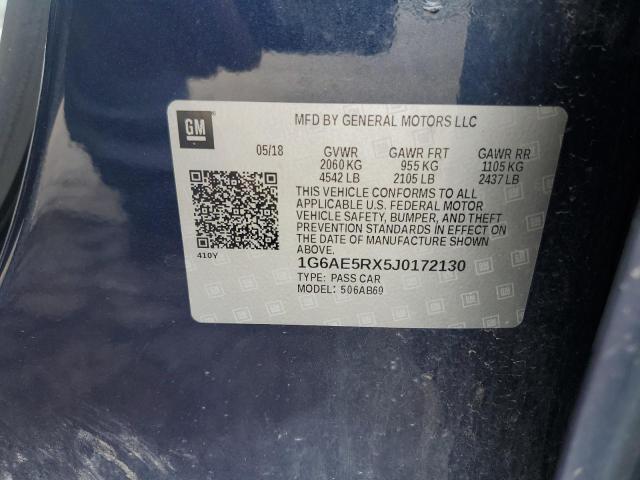 GM
MFD BY GENERAL MOTORS LLC
05/18 GVWR GAWR FRT GAWR RR
2060 KG 955 KG 1105 KG
4542 LB 2105 LB 2437 LB
THIS VEHICLE CONFORMS TO ALL
APPLICABLE U.S. FEDERAL MOTOR
VEHICLE SAFETY, BUMPER, AND THEFT
PREVENTION STANDARDS IN EFFECT ON
THE DATE OF MANUFACTURE SHOWN
ABOVE.
410Y
1G6AE5RX5J0172130
TYPE: PASS CAR
MODEL: 506AB69